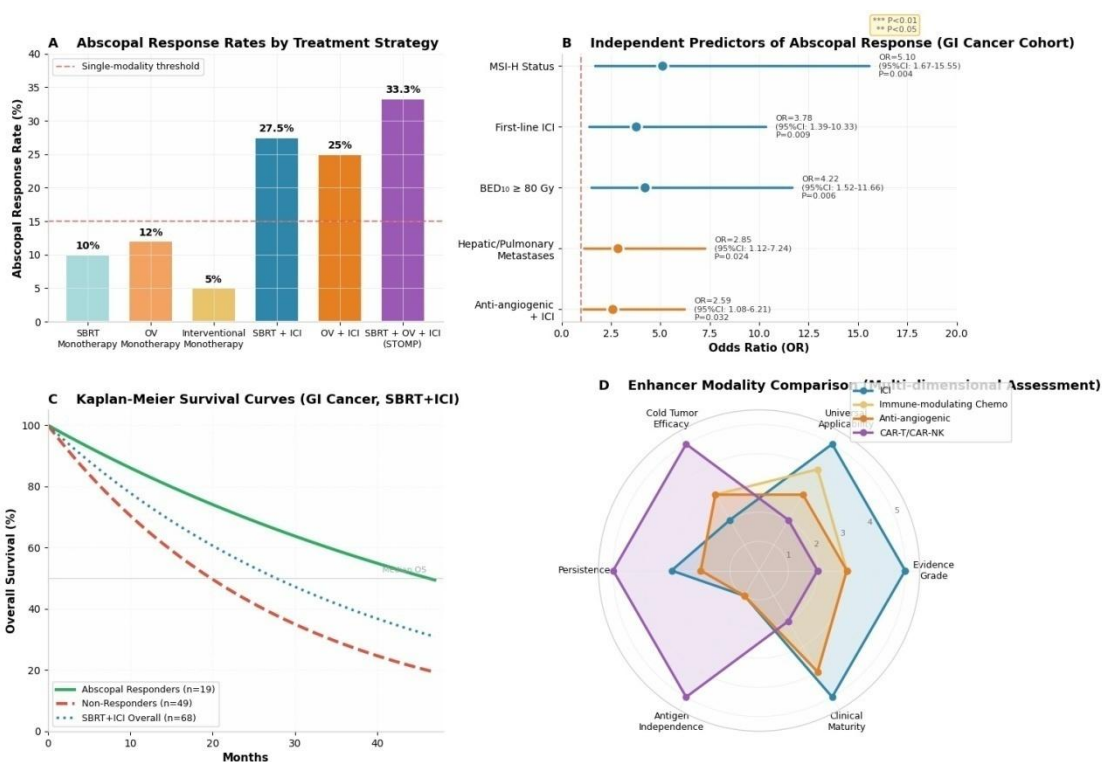 A Abscopal Response Rates by Treatment Strategy
Single-modality threshold
Abscopal Response Rate (%)
40
35
30
25
20
15
10
5
0
10%
12%
5%
27.5%
25%
33.3%
SBRT
Monotherapy
OV
Monotherapy
Interventional
Monotherapy
SBRT + ICI
OV + ICI
SBRT + OV + ICI
(STOMP)
*** P<0.01
** P<0.05
B Independent Predictors of Abscopal Response (GI Cancer Cohort)
MSI-H Status
OR=5.10
(95%CI: 1.67-15.55)
P=0.004
First-line ICI
OR=3.78
(95%CI: 1.39-10.33)
P=0.009
BED₁₀ ≥ 80 Gy
OR=4.22
(95%CI: 1.52-11.66)
P=0.006
Hepatic/Pulmonary
Metastases
OR=2.85
(95%CI: 1.12-7.24)
P=0.024
Anti-angiogenic
+ ICI
OR=2.59
(95%CI: 1.08-6.21)
P=0.032
0.0 2.5 5.0 7.5 10.0 12.5 15.0 17.5 20.0
Odds Ratio (OR)
C Kaplan-Meier Survival Curves (GI Cancer, SBRT+ICI)
Overall Survival (%)
100
80
60
40
20
0
Median OS
Abscopal Responders (n=19)
Non-Responders (n=49)
SBRT+ICI Overall (n=68)
0 10 20 30 40
Months
D Enhancer Modality Comparison (Multi-dimensional Assessment)
ICI
Immune-modulating Chemo
Anti-angiogenic
CAR-T/CAR-NK
Cold Tumor
Efficacy
Universal
Applicability
Persistence
Evidence
Grade
Antigen
Independence
Clinical
Maturity
1
2
3
4
5